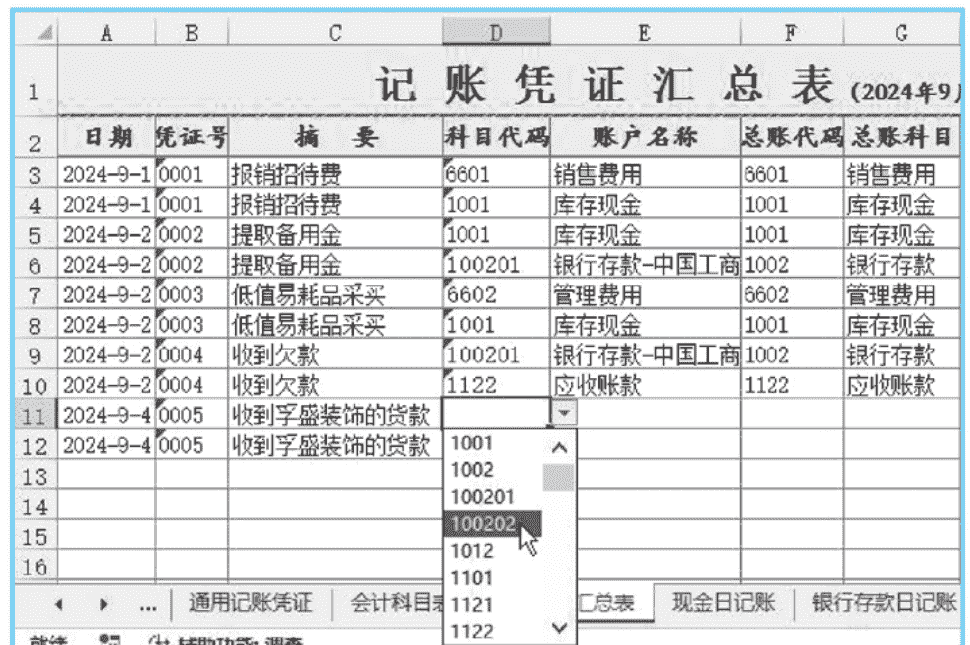 A B C D E F G
1 记 账 凭 证 汇 总 表 (2024年9
2 日期 凭证号 摘 要 科目代码 账户名称 总账代码 总账科目
3 2024-9-1 0001 报销招待费 6601 销售费用 6601 销售费用
4 2024-9-1 0001 报销招待费 1001 库存现金 1001 库存现金
5 2024-9-2 0002 提取备用金 1001 库存现金 1001 库存现金
6 2024-9-2 0002 提取备用金 100201 银行存款-中国工商 1002 银行存款
7 2024-9-2 0003 低值易耗品采买 6602 管理费用 6602 管理费用
8 2024-9-2 0003 低值易耗品采买 1001 库存现金 1001 库存现金
9 2024-9-2 0004 收到欠款 100201 银行存款-中国工商 1002 银行存款
10 2024-9-2 0004 收到欠款 1122 应收账款 1122 应收账款
11 2024-9-4 0005 收到孚盛装饰的货款
12 2024-9-4 0005 收到孚盛装饰的货款
13
14
15
16
1001
1002
100201
100202
1012
1101
1121
1122
... 通用记账凭证 会计科目表 汇总表 现金日记账 银行存款日记账